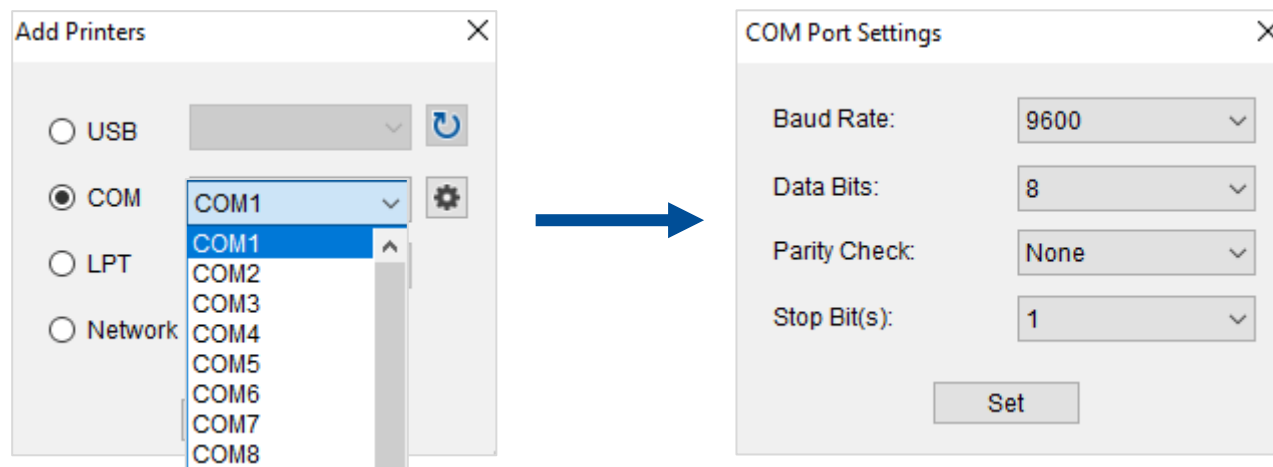 Add Printers
USB
COM
COM1
COM1
COM2
LPT
COM3
Network
COM4
COM5
COM6
COM7
COM8
COM Port Settings
Baud Rate: 9600
Data Bits: 8
Parity Check: None
Stop Bit(s): 1
Set